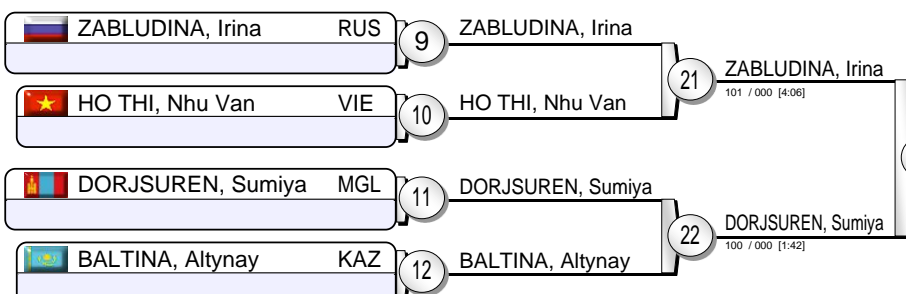 ZABLUDINA, Irina RUS
9
ZABLUDINA, Irina
HO THI, Nhu Van VIE
10
HO THI, Nhu Van
21
ZABLUDINA, Irina
101 / 000 [4:06]
DORJSUREN, Sumiya MGL
11
DORJSUREN, Sumiya
BALTINA, Altynay KAZ
12
BALTINA, Altynay
22
DORJSUREN, Sumiya
100 / 000 [1:42]